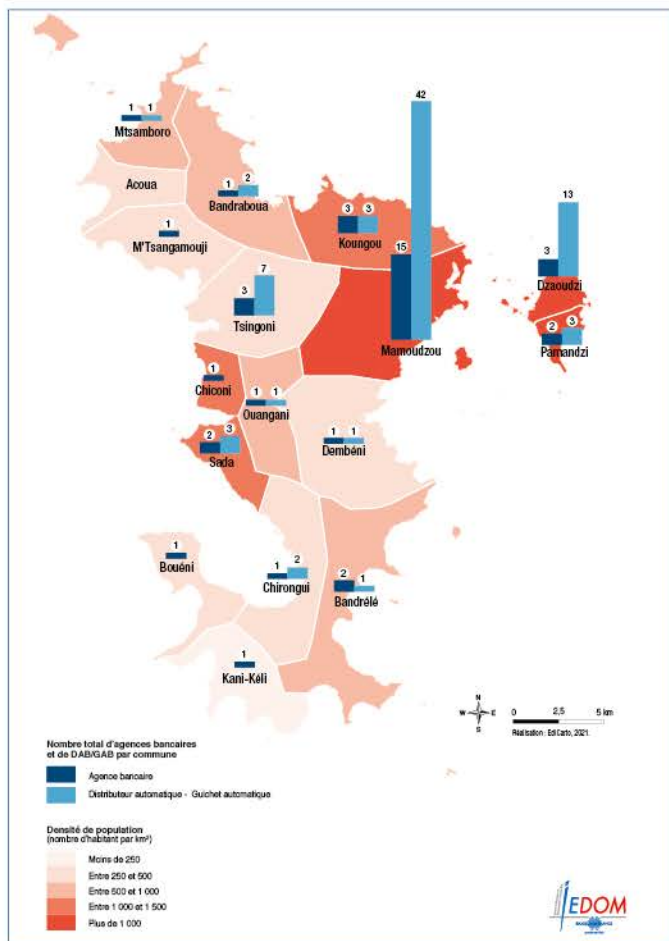 42
1 1
Mtsamboro
13
Acoua
1 2
Bandraboua
3 3
Koungou
1
M'Tsangamouji
15
3
Dzaoudzi
7
3
Tsingoni
Mamoudzou
2 3
Pamandzi
1
Chiconi
1 1
Ouangani
2 3
Sada
1 1
Dembéni
1
Bouéni
1 2
Chirongui
2 1
Bandrélé
1
Kani-Kéli
N
W E
S
0 2,5 5 km
Réalisation : Edi Carto, 2021.
Nombre total d'agences bancaires
et de DAB/GAB par commune
Agence bancaire
Distributeur automatique - Guichet automatique
Densité de population
(nombre d'habitant par km²)
Moins de 250
Entre 250 et 500
Entre 500 et 1 000
Entre 1 000 et 1 500
Plus de 1 000
IEDOM